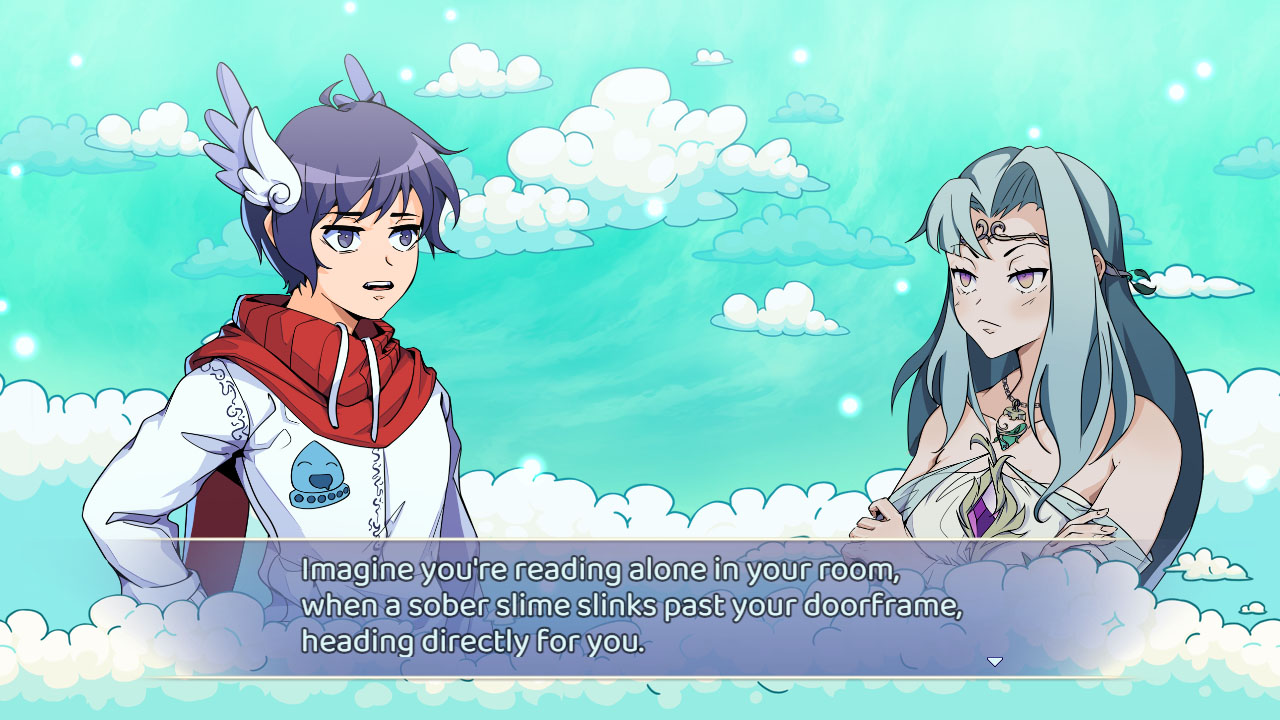 Imagine you're reading alone in your room,
when a sober slime slinks past your doorframe,
heading directly for you.